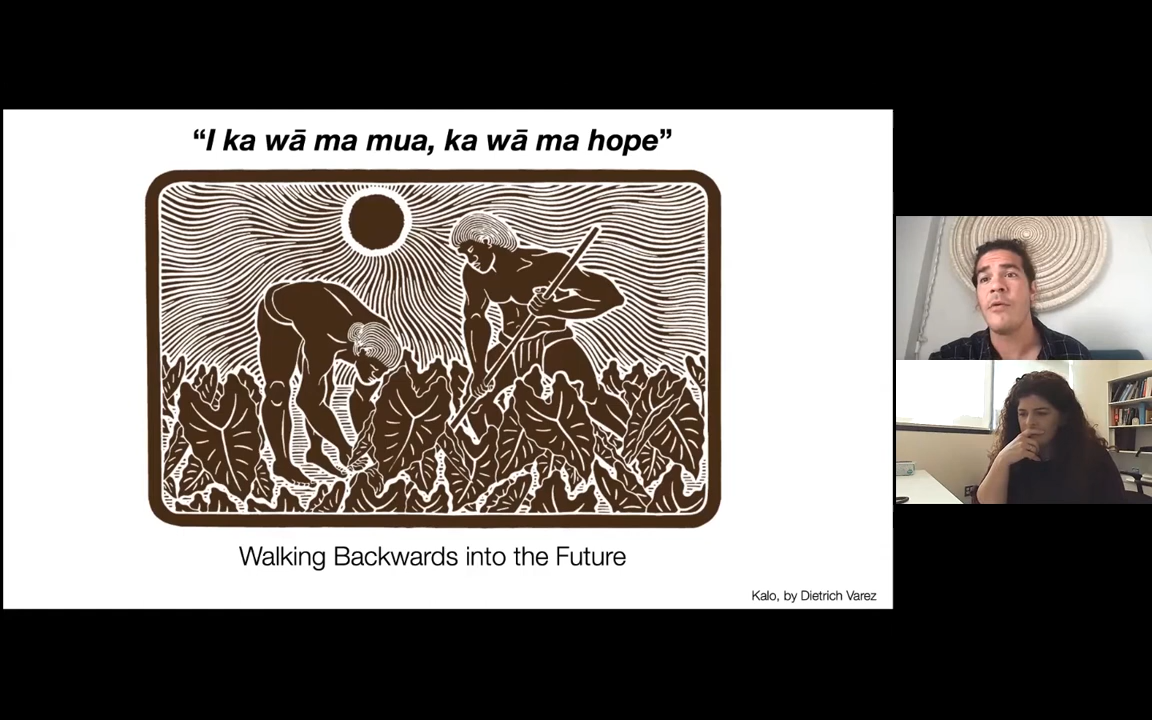 “I ka wā ma mua, ka wā ma hope”
Walking Backwards into the Future
Kalo, by Dietrich Varez